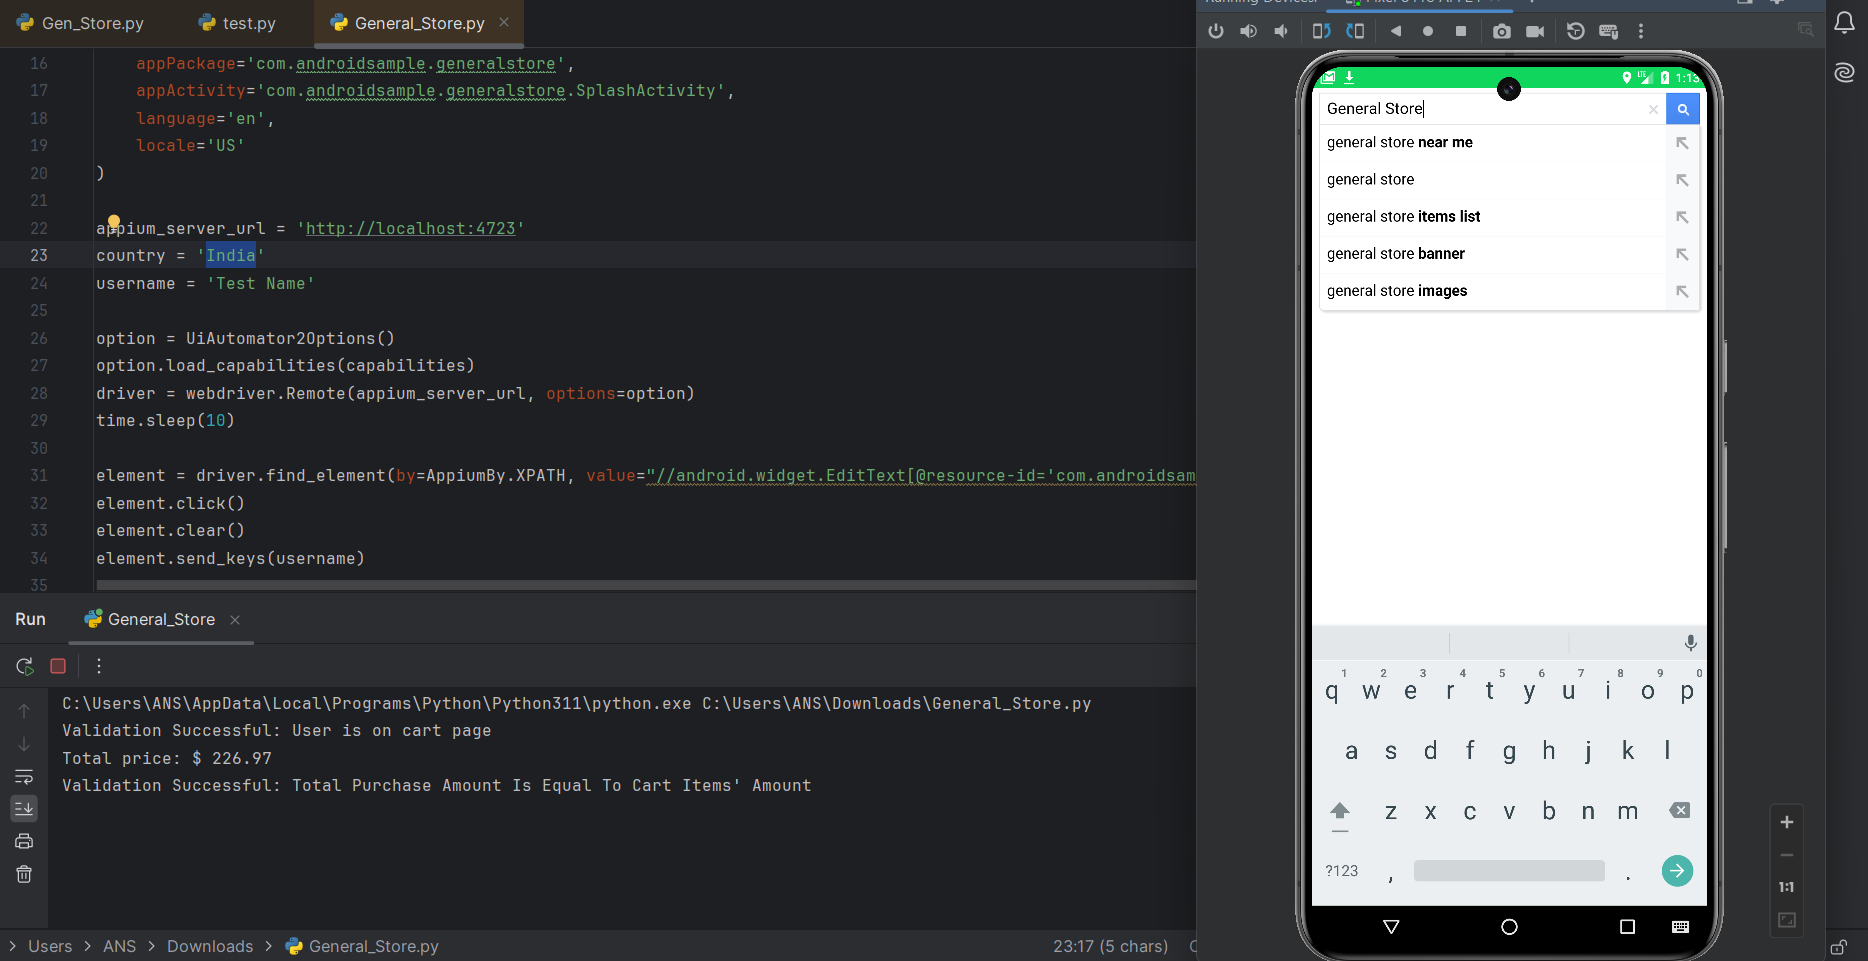 Gen_Store.py
test.py
General_Store.py
16 appPackage='com.androidsample.generalstore',
17 appActivity='com.androidsample.generalstore.SplashActivity',
18 language='en',
19 locale='US'
20 )
21
22 appium_server_url = 'http://localhost:4723'
23 country = 'India'
24 username = 'Test Name'
25
26 option = UiAutomator2Options()
27 option.load_capabilities(capabilities)
28 driver = webdriver.Remote(appium_server_url, options=option)
29 time.sleep(10)
30
31 element = driver.find_element(by=AppiumBy.XPATH, value="//android.widget.EditText[@resource-id='com.androidsam
32 element.click()
33 element.clear()
34 element.send_keys(username)
35
Run
General_Store
C:\Users\ANS\AppData\Local\Programs\Python\Python311\python.exe C:\Users\ANS\Downloads\General_Store.py
Validation Successful: User is on cart page
Total price: $ 226.97
Validation Successful: Total Purchase Amount Is Equal To Cart Items' Amount
Users
ANS
Downloads
General_Store.py
23:17 (5 chars)
LTE
1:13
General Store
general store near me
general store
general store items list
general store banner
general store images
1 2 3 4 5 6 7 8 9 0
q w e r t y u i o p
a s d f g h j k l
z x c v b n m
?123 , .
1:1